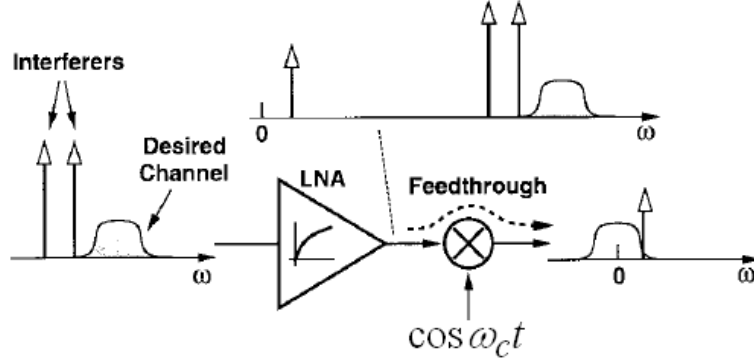 Interferers
Desired
Channel
ω
0
ω
LNA
Feedthrough
0
ω
cos ω_c t